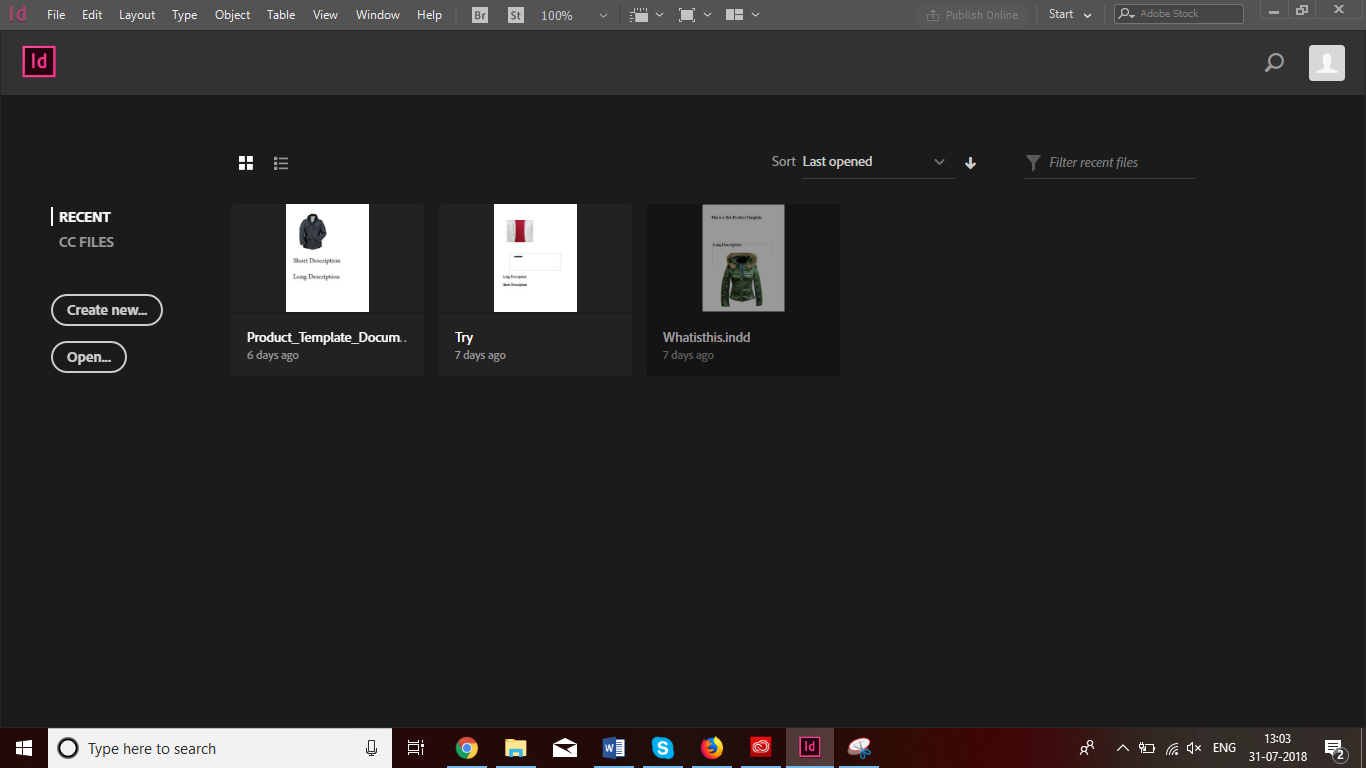 Id File Edit Layout Type Object Table View Window Help Br St 100% Publish Online Start Adobe Stock
Id
Sort Last opened Filter recent files
RECENT
CC FILES
Create new...
Open...
Short Description
Long Description
Product_Template_Docum..
6 days ago
Long Description
Short Description
Try
7 days ago
This is a Test Product Template
Long Description
Whatisthis.indd
7 days ago
Type here to search
Id
ENG
13:03
31-07-2018
2